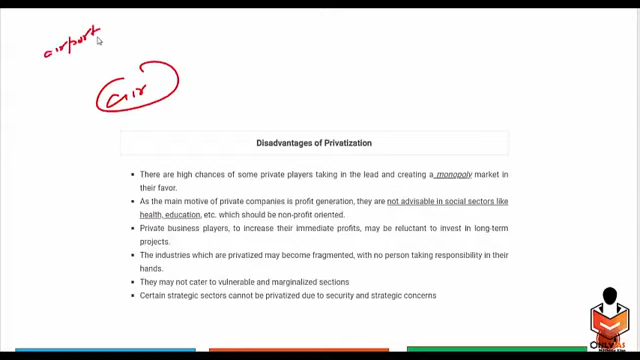 airport
air
Disadvantages of Privatization
There are high chances of some private players taking in the lead and creating a monopoly market in
their favor.
As the main motive of private companies is profit generation, they are not advisable in social sectors like
health, education, etc. which should be non-profit oriented.
Private business players, to increase their immediate profits, may be reluctant to invest in long-term
projects.
The industries which are privatized may become fragmented, with no person taking responsibility in their
hands.
They may not cater to vulnerable and marginalized sections
Certain strategic sectors cannot be privatized due to security and strategic concerns